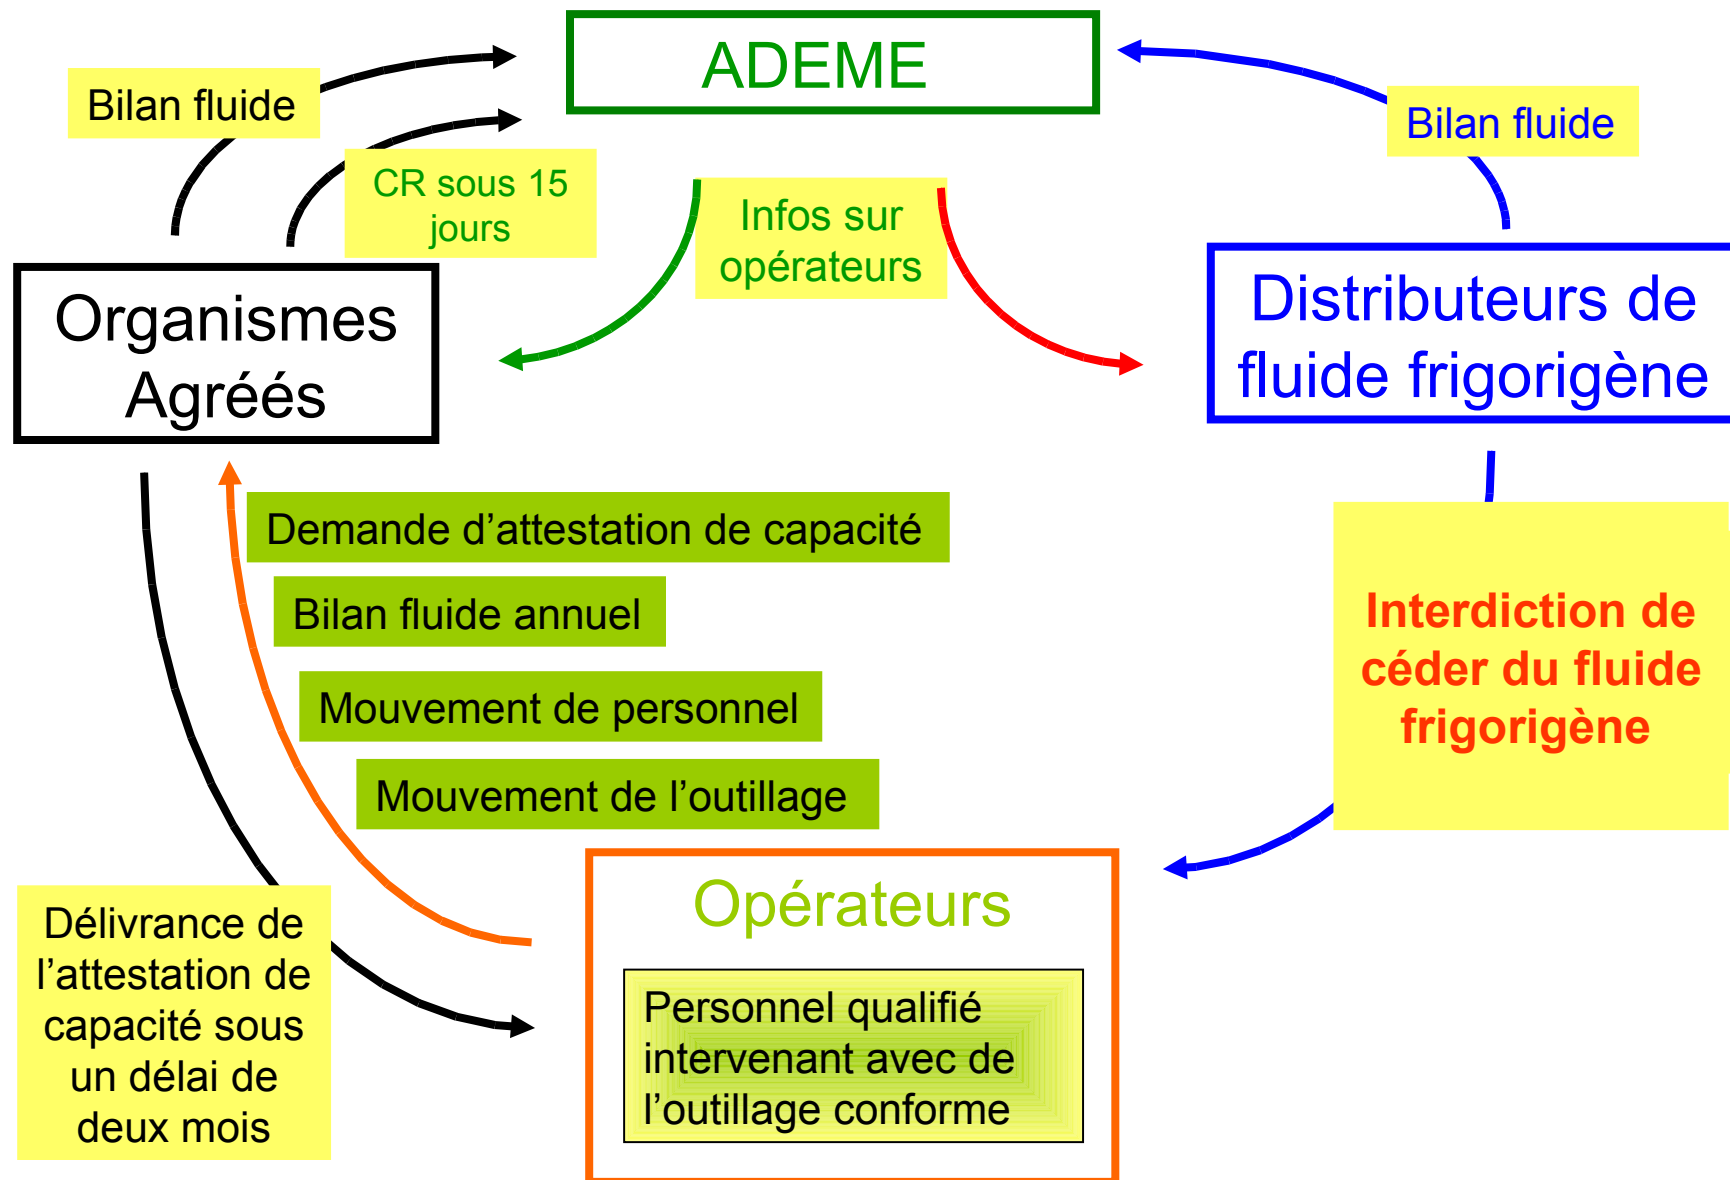 ADEME
Bilan fluide
Bilan fluide
CR sous 15
jours
Infos sur
opérateurs
Organismes
Agréés
Distributeurs de
fluide frigorigène
Demande d’attestation de capacité
Bilan fluide annuel
Mouvement de personnel
Mouvement de l’outillage
Interdiction de
céder du fluide
frigorigène
Délivrance de
l’attestation de
capacité sous
un délai de
deux mois
Opérateurs
Personnel qualifié
intervenant avec de
l’outillage conforme